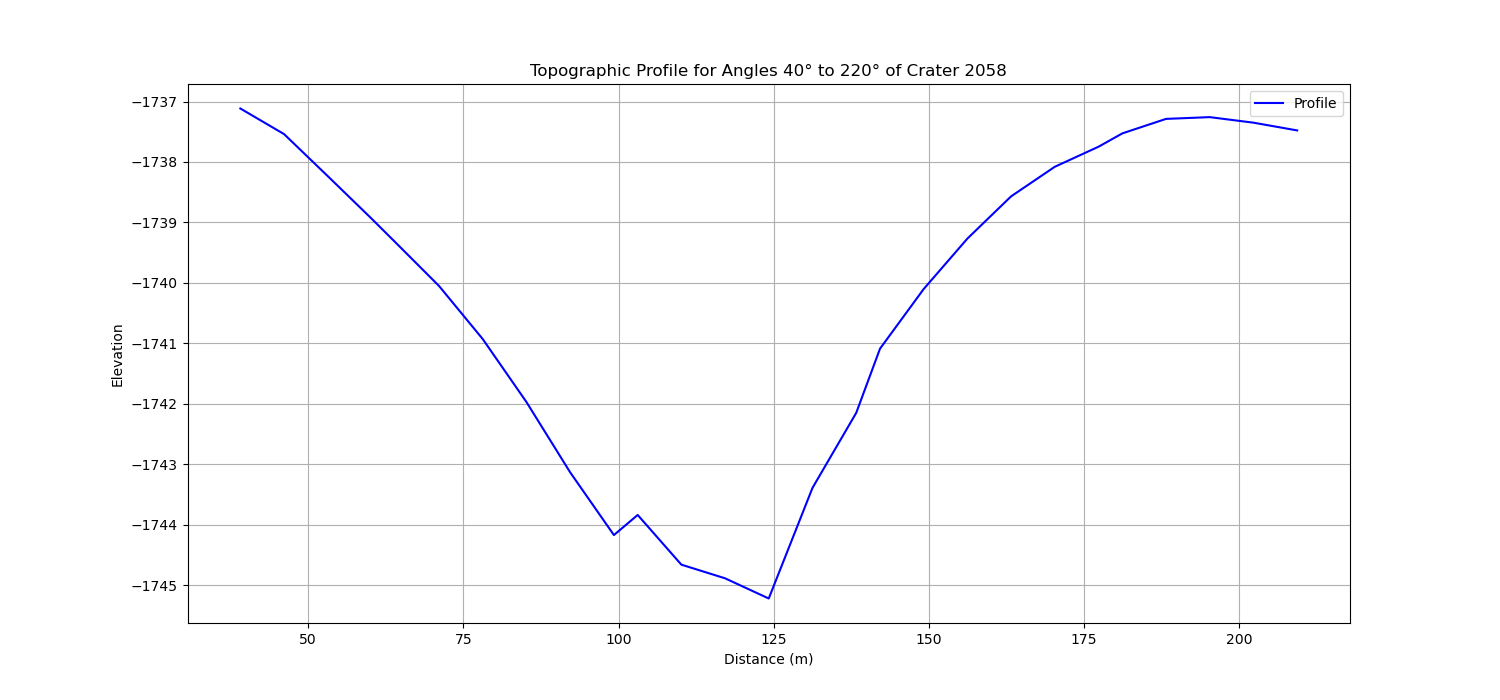 Topographic Profile for Angles 40° to 220° of Crater 2058
Profile
−1737
−1738
−1739
−1740
−1741
−1742
−1743
−1744
−1745
Elevation
50 75 100 125 150 175 200
Distance (m)